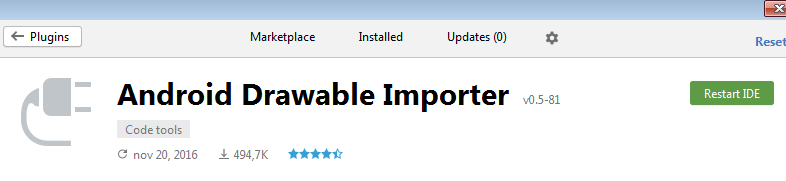 Plugins Marketplace Installed Updates (0) Reset
Android Drawable Importer v0.5-81 Restart IDE
Code tools
nov 20, 2016 494,7K